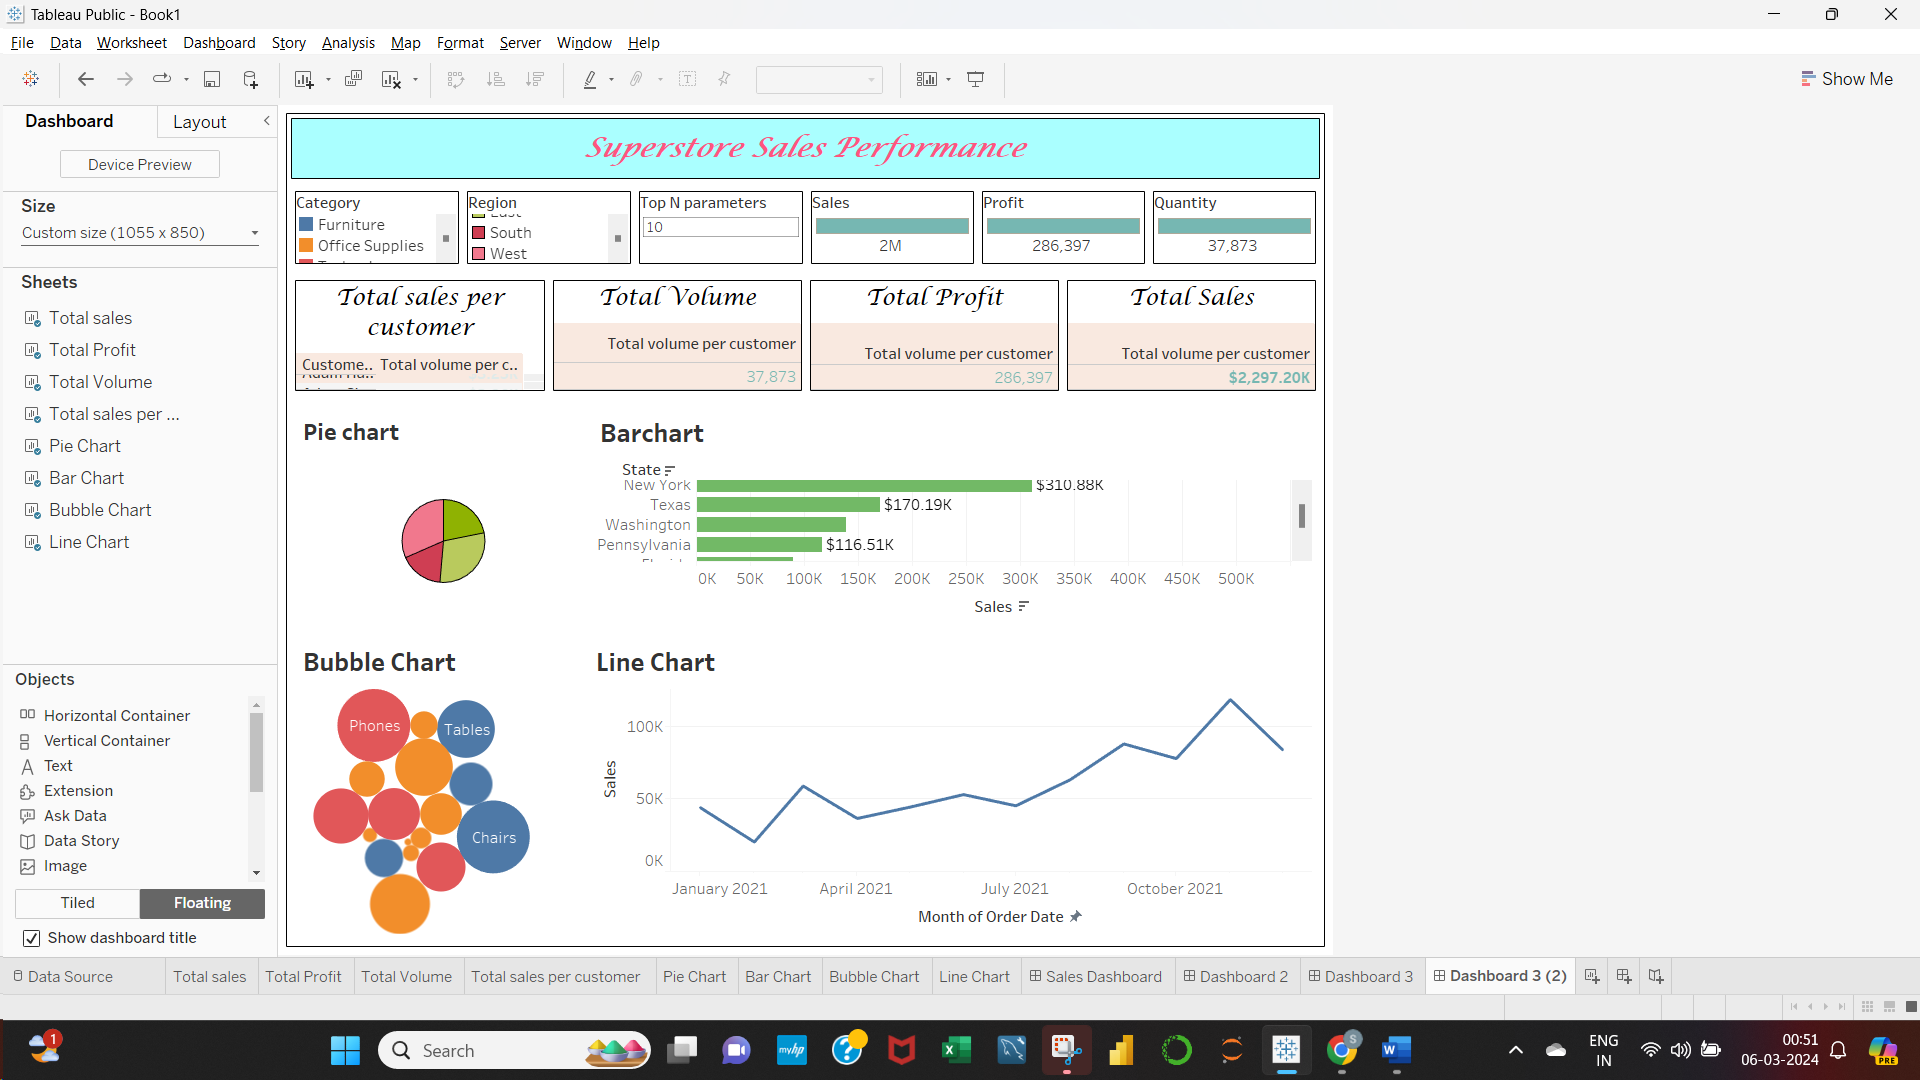 Tableau Public - Book1
File Data Worksheet Dashboard Story Analysis Map Format Server Window Help
Show Me
Dashboard Layout
Device Preview
Size
Custom size (1055 x 850)
Sheets
Total sales
Total Profit
Total Volume
Total sales per ...
Pie Chart
Bar Chart
Bubble Chart
Line Chart
Objects
Horizontal Container
Vertical Container
Text
Extension
Ask Data
Data Story
Image
Tiled Floating
Show dashboard title
Superstore Sales Performance
Category
Furniture
Office Supplies
Region
East
South
West
Top N parameters
10
Sales
2M
Profit
286,397
Quantity
37,873
Total sales per
customer
Custome.. Total volume per c..
Total Volume
Total volume per customer
37,873
Total Profit
Total volume per customer
286,397
Total Sales
Total volume per customer
$2,297.20K
Pie chart
Barchart
State
New York $310.88K
Texas $170.19K
Washington
Pennsylvania $116.51K
0K 50K 100K 150K 200K 250K 300K 350K 400K 450K 500K
Sales
Bubble Chart
Phones
Tables
Chairs
Line Chart
Sales
100K
50K
0K
January 2021 April 2021 July 2021 October 2021
Month of Order Date
Data Source Total sales Total Profit Total Volume Total sales per customer Pie Chart Bar Chart Bubble Chart Line Chart Sales Dashboard Dashboard 2 Dashboard 3 Dashboard 3 (2)
1
Search
myhp
S
ENG
IN
00:51
06-03-2024
PRE